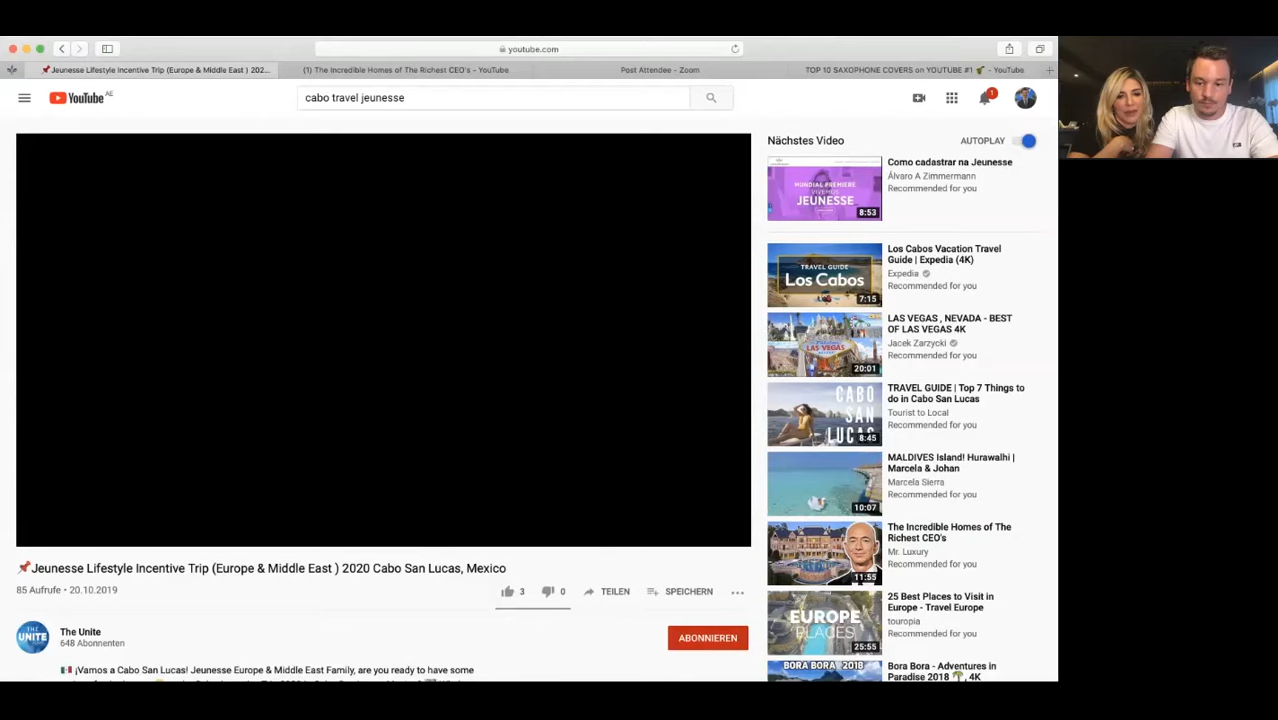 youtube.com
📌Jeunesse Lifestyle Incentive Trip (Europe & Middle East ) 202...
(1) The Incredible Homes of The Richest CEO's - YouTube
Post Attendee - Zoom
TOP 10 SAXOPHONE COVERS on YOUTUBE #1 🎷 - YouTube
YouTube AE
cabo travel jeunesse
1
Nächstes Video
AUTOPLAY
MUNDIAL PREMIERE
VIVEMOS
JEUNESSE
8:53
Como cadastrar na Jeunesse
Álvaro A Zimmermann
Recommended for you
TRAVEL GUIDE
Los Cabos
7:15
Los Cabos Vacation Travel
Guide | Expedia (4K)
Expedia
Recommended for you
LAS VEGAS
20:01
LAS VEGAS , NEVADA - BEST
OF LAS VEGAS 4K
Jacek Zarzycki
Recommended for you
CABO
SAN
LUCAS
8:45
TRAVEL GUIDE | Top 7 Things to
do in Cabo San Lucas
Tourist to Local
Recommended for you
10:07
MALDIVES Island! Hurawalhi |
Marcela & Johan
Marcela Sierra
Recommended for you
11:55
The Incredible Homes of The
Richest CEO's
Mr. Luxury
Recommended for you
EUROPE
PLACES
25:55
25 Best Places to Visit in
Europe - Travel Europe
touropia
Recommended for you
BORA BORA 2018
Bora Bora - Adventures in
Paradise 2018 🌴, 4K
📌Jeunesse Lifestyle Incentive Trip (Europe & Middle East ) 2020 Cabo San Lucas, Mexico
85 Aufrufe • 20.10.2019
3
0
TEILEN
SPEICHERN
THE
UNITE
The Unite
648 Abonnenten
ABONNIEREN
🇲🇽 ¡Vamos a Cabo San Lucas! Jeunesse Europe & Middle East Family, are you ready to have some